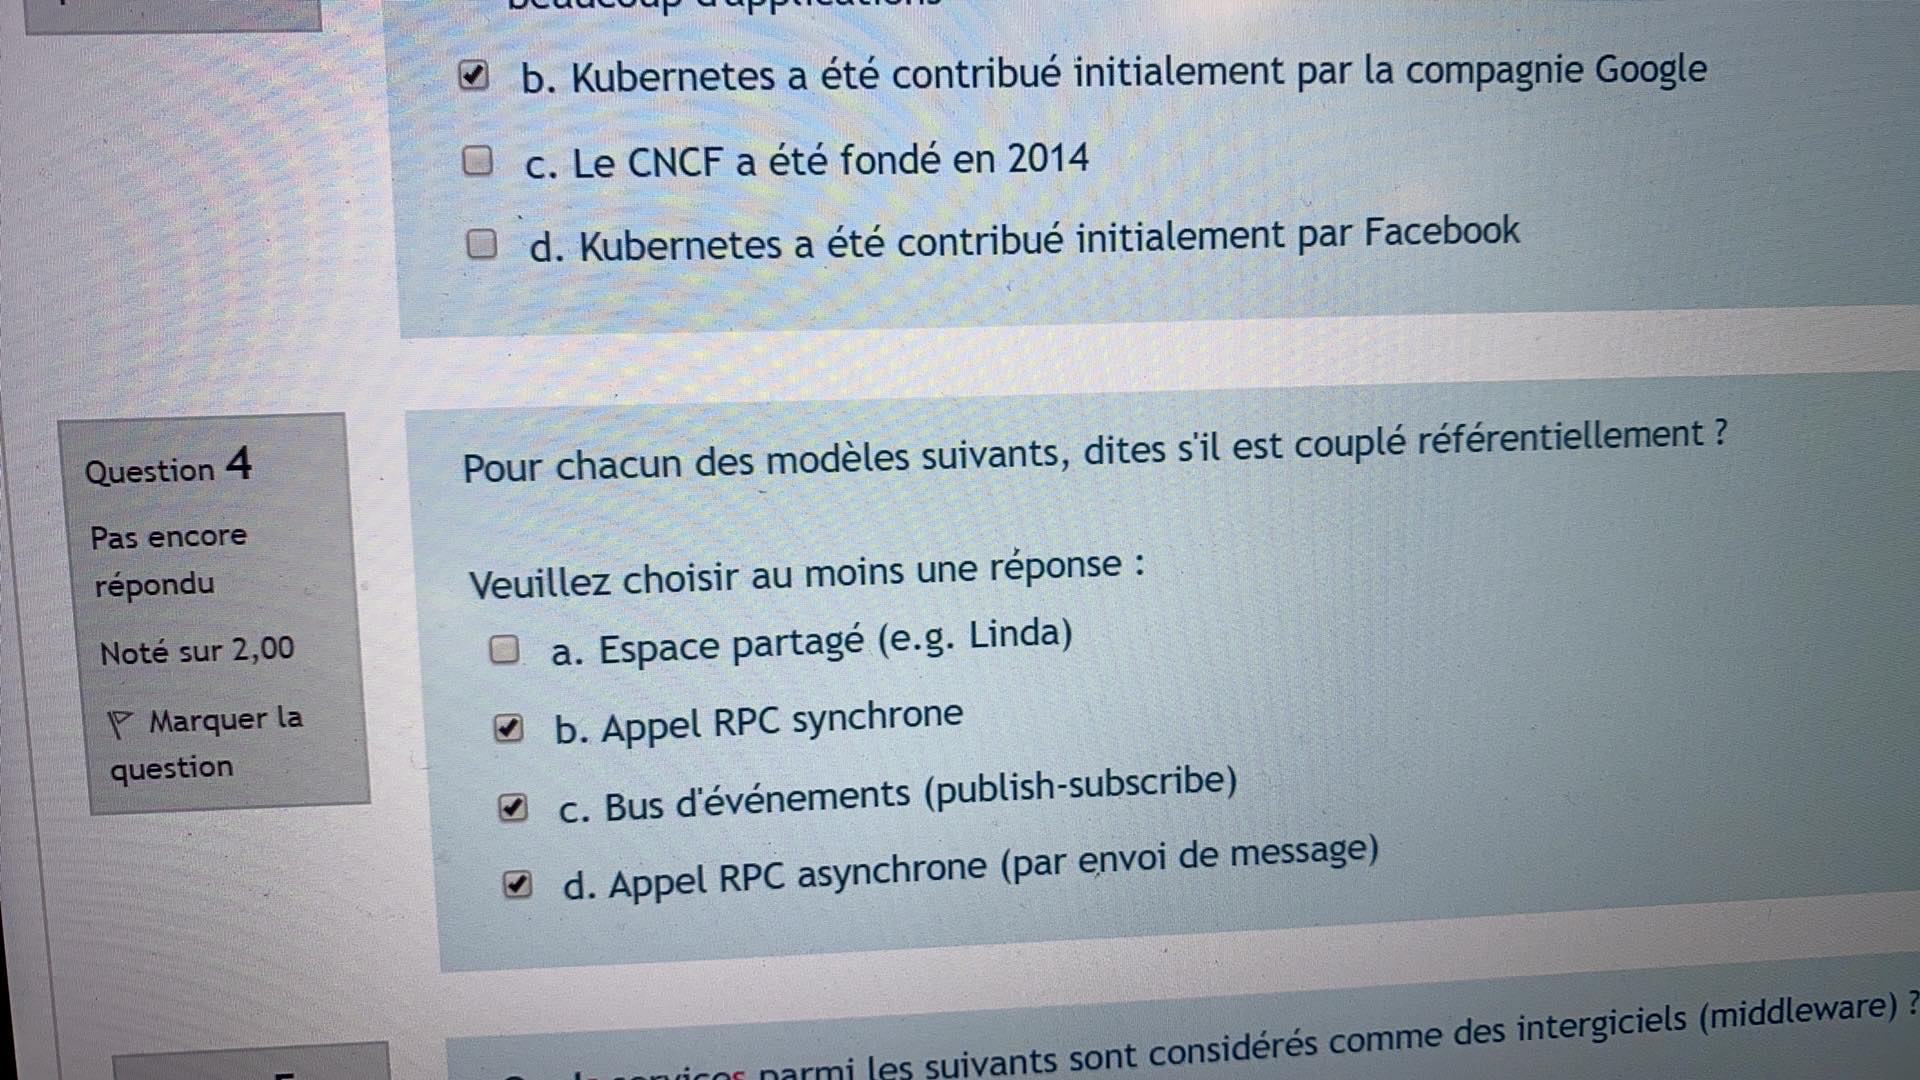 beaucoup d'applications
b. Kubernetes a été contribué initialement par la compagnie Google
c. Le CNCF a été fondé en 2014
d. Kubernetes a été contribué initialement par Facebook
Question 4
Pas encore
répondu
Noté sur 2,00
Marquer la
question
Pour chacun des modèles suivants, dites s'il est couplé référentiellement ?
Veuillez choisir au moins une réponse :
a. Espace partagé (e.g. Linda)
b. Appel RPC synchrone
c. Bus d'événements (publish-subscribe)
d. Appel RPC asynchrone (par envoi de message)
services parmi les suivants sont considérés comme des intergiciels (middleware) ?